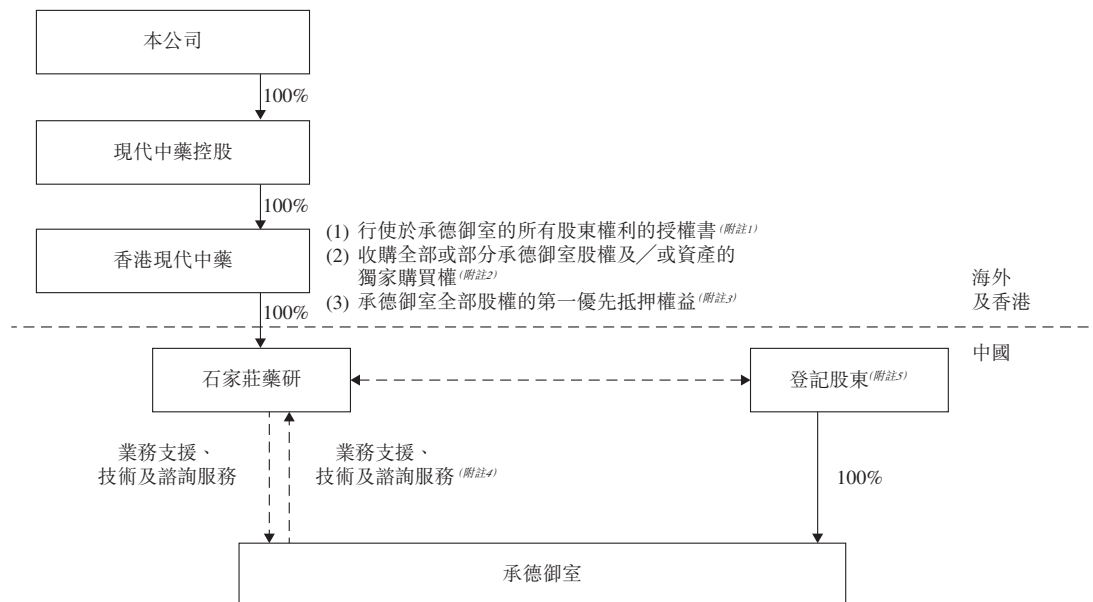 本公司
100%
現代中藥控股
100%
香港現代中藥
(1) 行使於承德御室的所有股東權利的授權書(附註1)
(2) 收購全部或部分承德御室股權及／或資產的
獨家購買權(附註2)
(3) 承德御室全部股權的第一優先抵押權益(附註3)
海外
及香港
100%
中國
石家莊藥研
登記股東(附註5)
業務支援、
技術及諮詢服務
業務支援、
技術及諮詢服務(附註4)
100%
承德御室